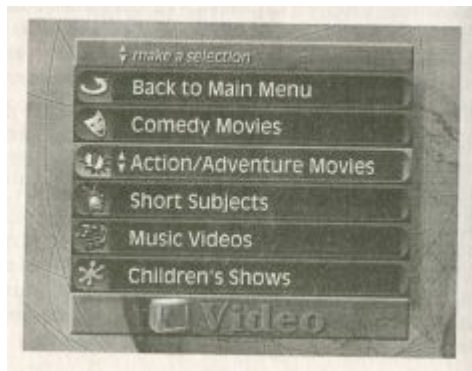 make a selection
Back to Main Menu
Comedy Movies
Action/Adventure Movies
Short Subjects
Music Videos
Children's Shows
Video